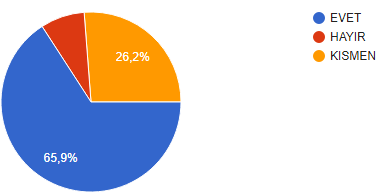 EVET
HAYIR
KISMEN
26,2%
65,9%